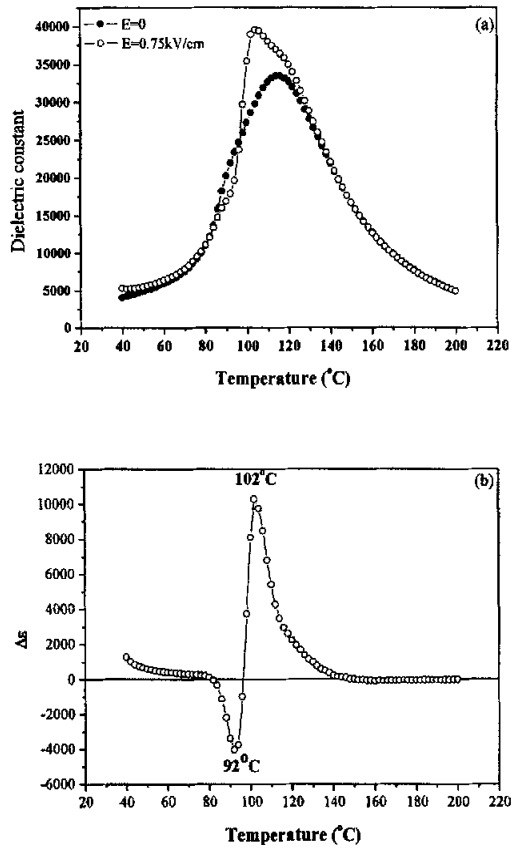 E=0
E=0.75kV/cm
(a)
40000
35000
30000
25000
20000
15000
10000
5000
0
Dielectric constant
20 40 60 80 100 120 140 160 180 200 220
Temperature (°C)
12000
10000
8000
6000
4000
2000
0
-2000
-4000
-6000
Δε
102°C
(b)
92°C
20 40 60 80 100 120 140 160 180 200 220
Temperature (°C)